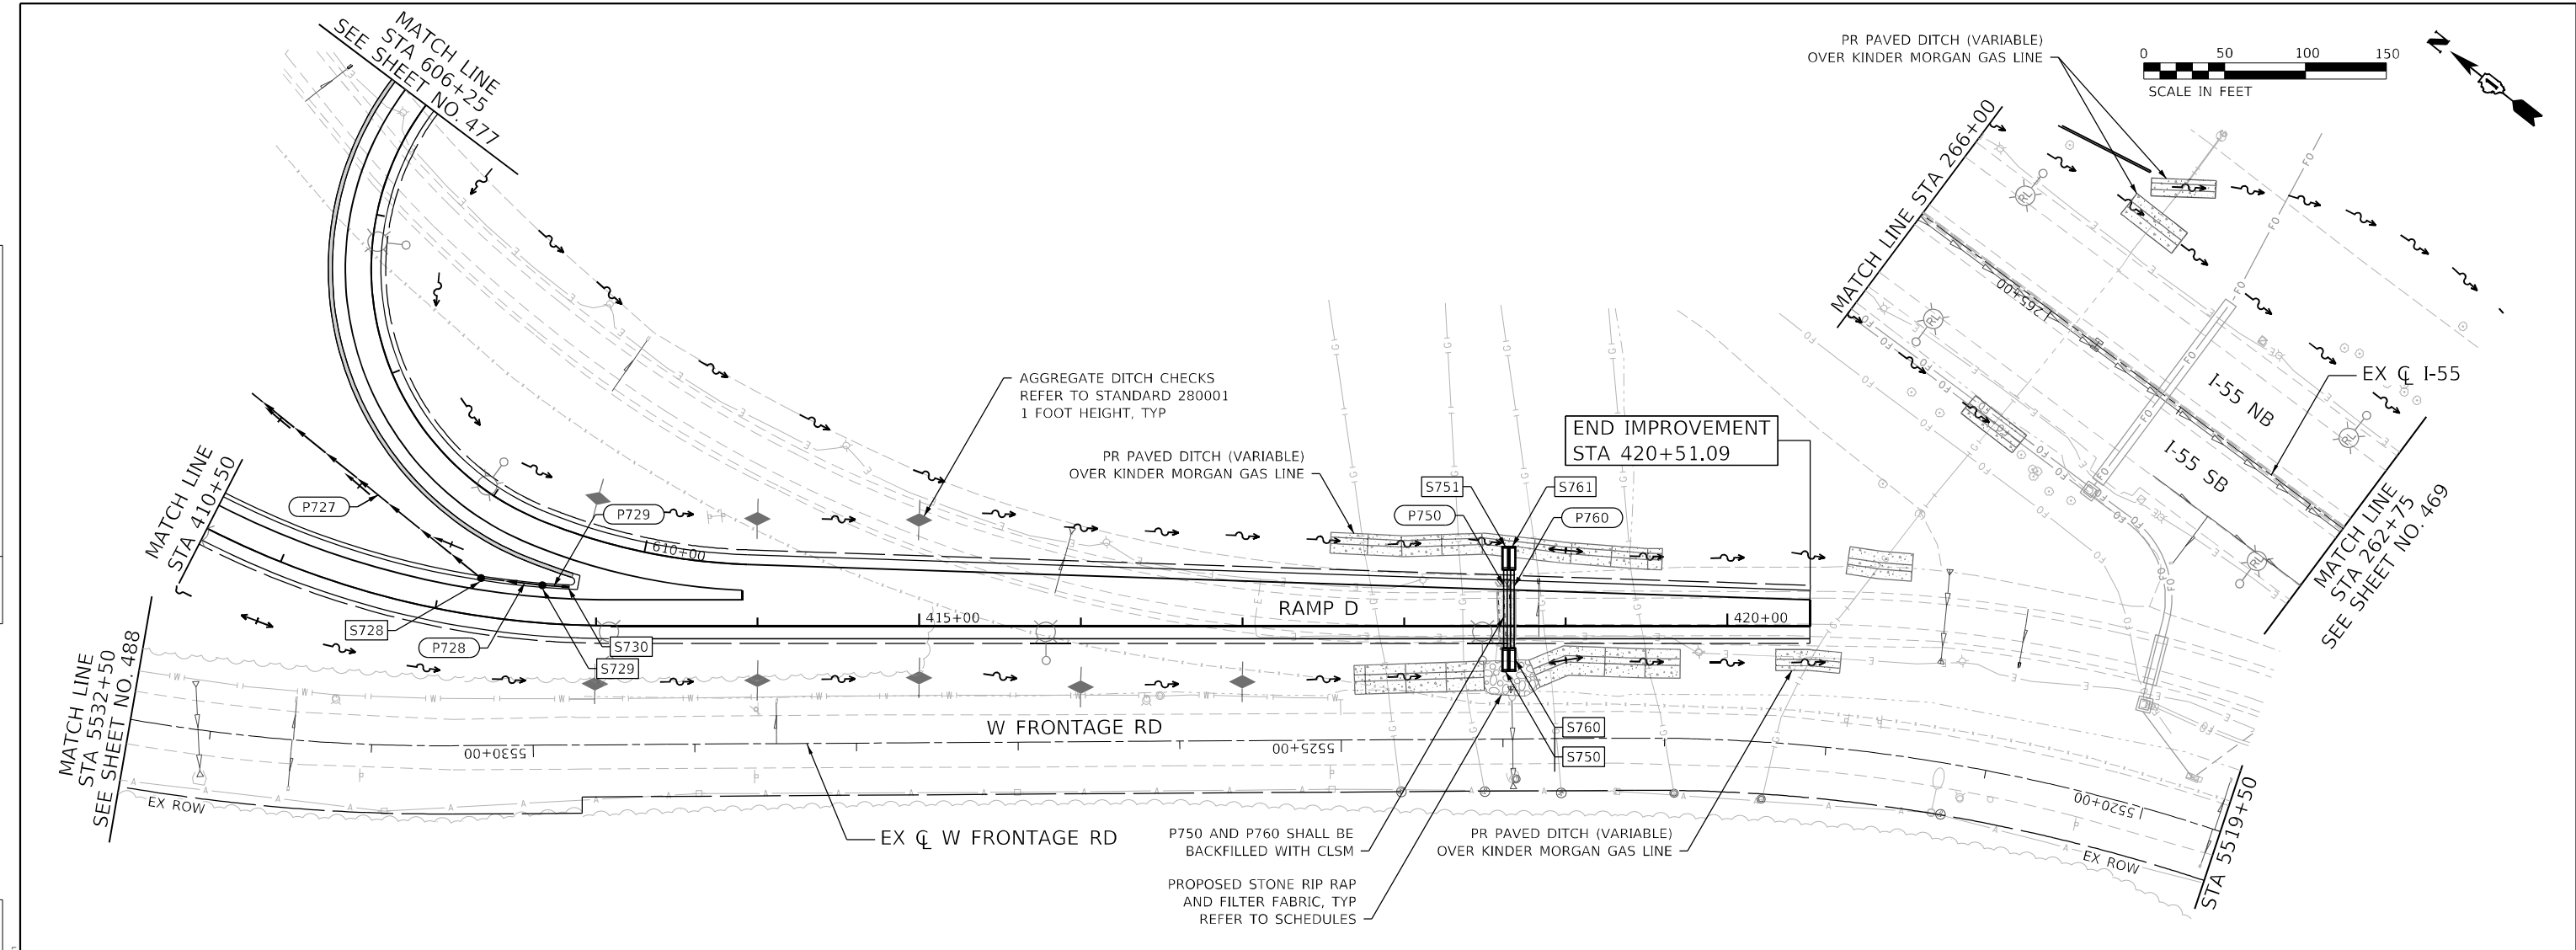 MATCH LINE
STA 606+25
SEE SHEET NO. 477
PR PAVED DITCH (VARIABLE)
OVER KINDER MORGAN GAS LINE
0 50 100 150
SCALE IN FEET
N
MATCH LINE STA 266+00
265+00
I-55 NB
EX CL I-55
I-55 SB
MATCH LINE
STA 262+75
SEE SHEET NO. 469
AGGREGATE DITCH CHECKS
REFER TO STANDARD 280001
1 FOOT HEIGHT, TYP
PR PAVED DITCH (VARIABLE)
OVER KINDER MORGAN GAS LINE
END IMPROVEMENT
STA 420+51.09
S751
S761
P750
P760
MATCH LINE
STA 410+50
P727
P729
610+00
RAMP D
415+00
420+00
S728
P728
S730
S729
MATCH LINE
STA 5532+50
SEE SHEET NO. 488
W FRONTAGE RD
5530+00
5525+00
5520+00
S760
S750
EX ROW
EX CL W FRONTAGE RD
P750 AND P760 SHALL BE
BACKFILLED WITH CLSM
PR PAVED DITCH (VARIABLE)
OVER KINDER MORGAN GAS LINE
PROPOSED STONE RIP RAP
AND FILTER FABRIC, TYP
REFER TO SCHEDULES
EX ROW
STA 5519+50